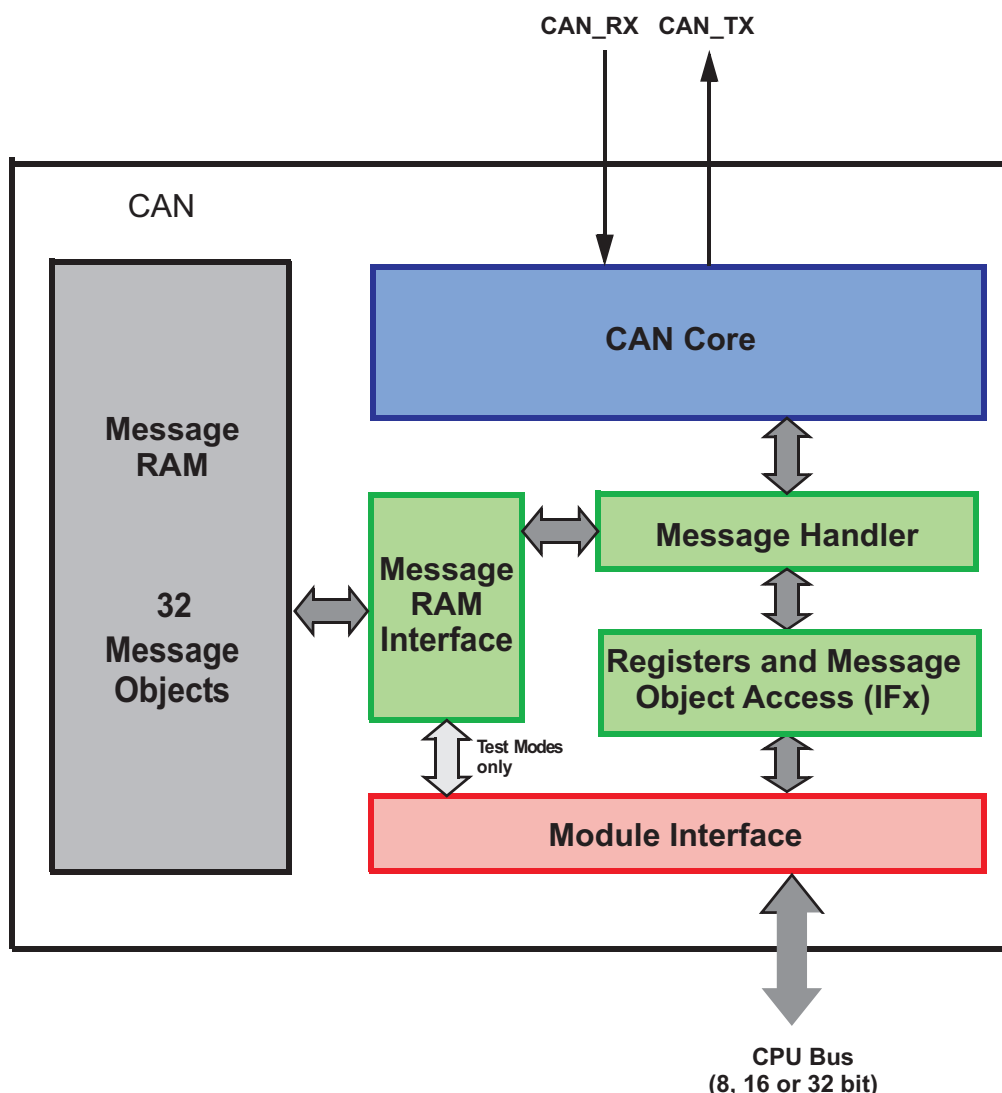 CAN_RX CAN_TX
CAN
CAN Core
Message
RAM
32
Message
Objects
Message Handler
Message
RAM
Interface
Registers and Message
Object Access (IFx)
Test Modes
only
Module Interface
CPU Bus
(8, 16 or 32 bit)